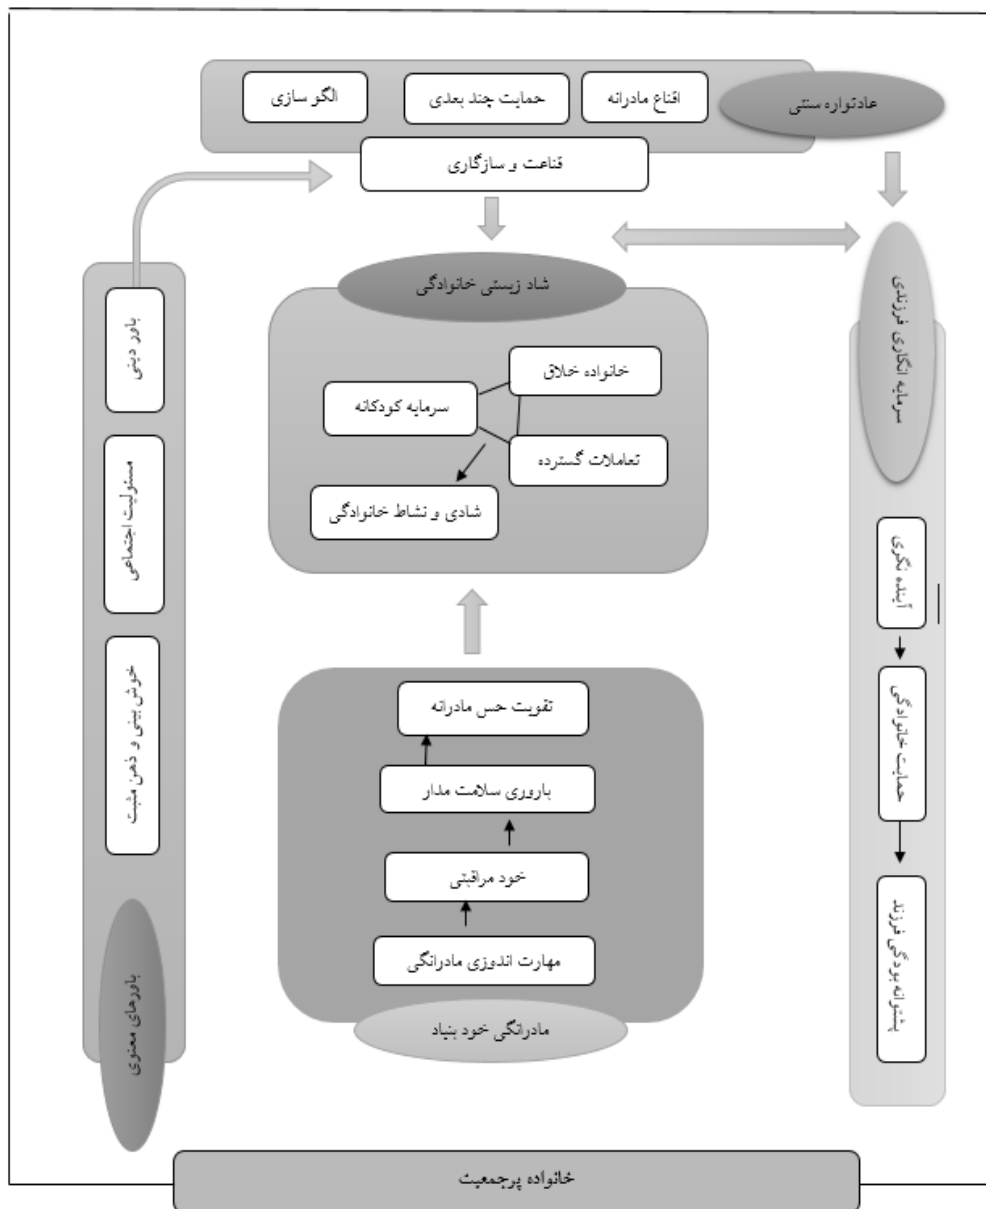 عادتواره سنتی
اقناع مادرانه
حمایت چند بعدی
الگو سازی
قناعت و سازگاری
سرمایه انگاری فرزندی
آینده نگری
حمایت خانوادگی
پشتوانه بودگی فرزند
شاد زیستی خانوادگی
خانواده خلاق
سرمایه کودکانه
تعاملات گسترده
شادی و نشاط خانوادگی
تقویت حس مادرانه
باروری سلامت مدار
خود مراقبتی
مهارت اندوزی مادرانگی
مادرانگی خود بنیاد
باور دینی
مسئولیت اجتماعی
خوش بینی و ذهن مثبت
باورهای معنوی
خانواده پرجمعیت